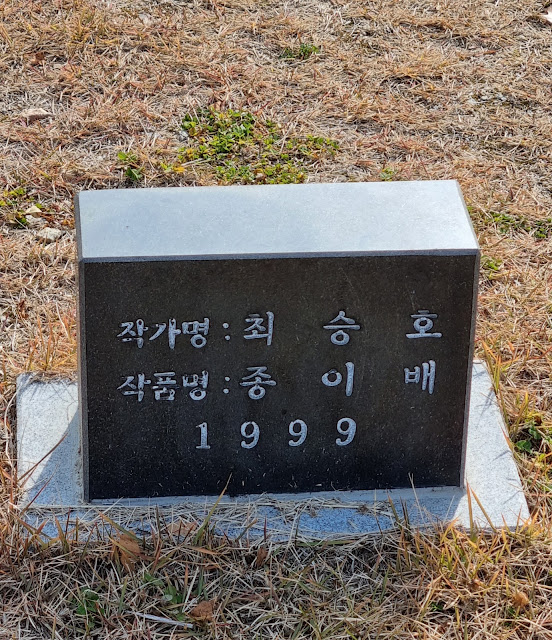 작가명 : 최 승 호
작품명 : 종 이 배
1999